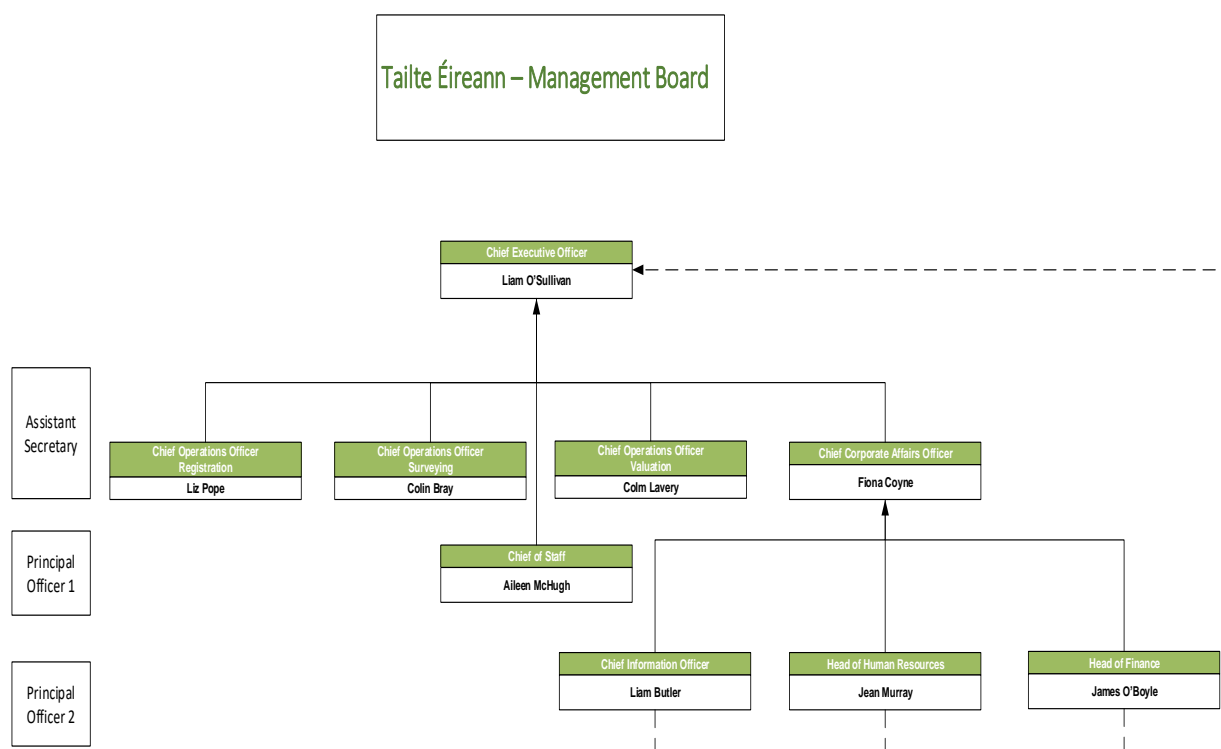 Tailte Éireann – Management Board
Chief Executive Officer
Liam O'Sullivan
Assistant
Secretary
Chief Operations Officer
Registration
Liz Pope
Chief Operations Officer
Surveying
Colin Bray
Chief Operations Officer
Valuation
Colm Lavery
Chief Corporate Affairs Officer
Fiona Coyne
Principal
Officer 1
Chief of Staff
Aileen McHugh
Principal
Officer 2
Chief Information Officer
Liam Butler
Head of Human Resources
Jean Murray
Head of Finance
James O'Boyle